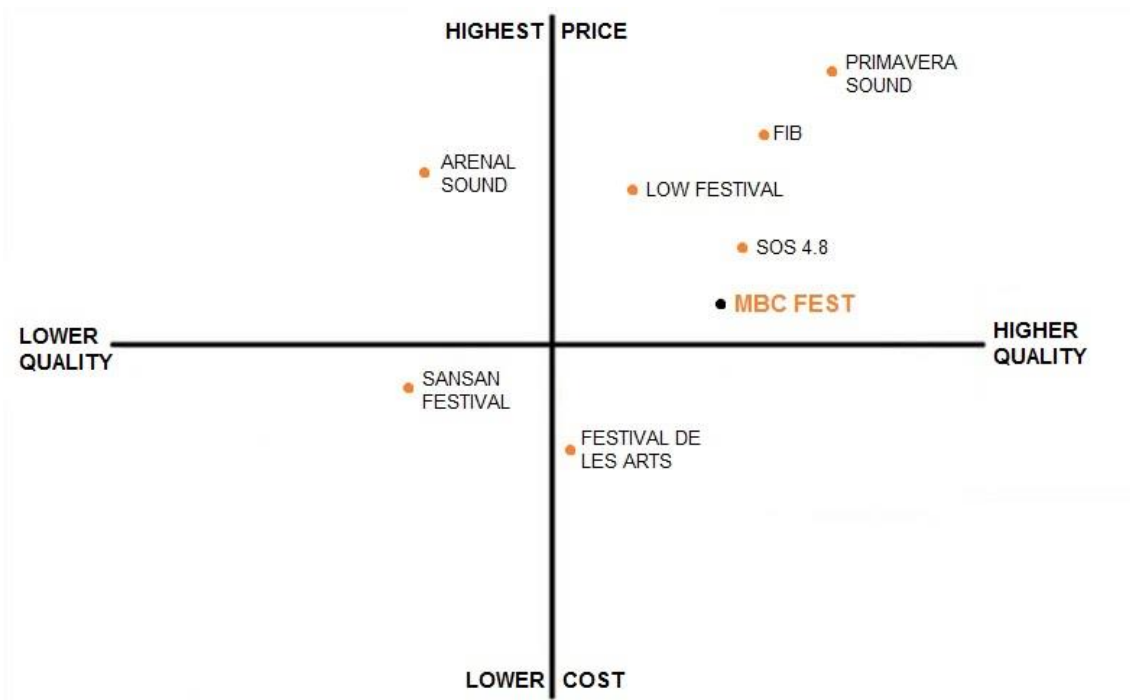 HIGHEST PRICE
PRIMAVERA
SOUND
FIB
ARENAL
SOUND
LOW FESTIVAL
SOS 4.8
MBC FEST
LOWER
QUALITY
HIGHER
QUALITY
SANSAN
FESTIVAL
FESTIVAL DE
LES ARTS
LOWER COST